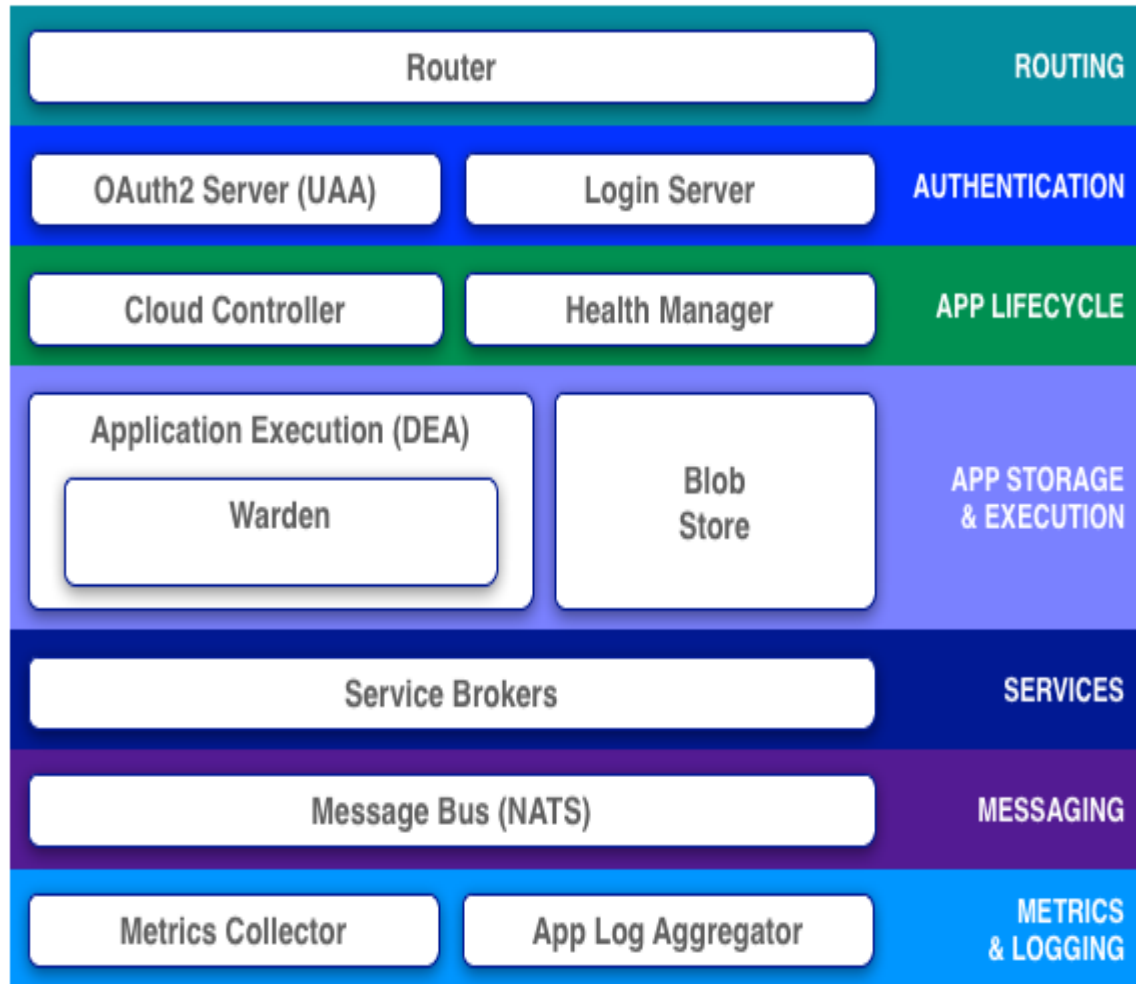 Router
ROUTING
OAuth2 Server (UAA)
Login Server
AUTHENTICATION
Cloud Controller
Health Manager
APP LIFECYCLE
Application Execution (DEA)
Warden
Blob
Store
APP STORAGE
& EXECUTION
Service Brokers
SERVICES
Message Bus (NATS)
MESSAGING
Metrics Collector
App Log Aggregator
METRICS
& LOGGING